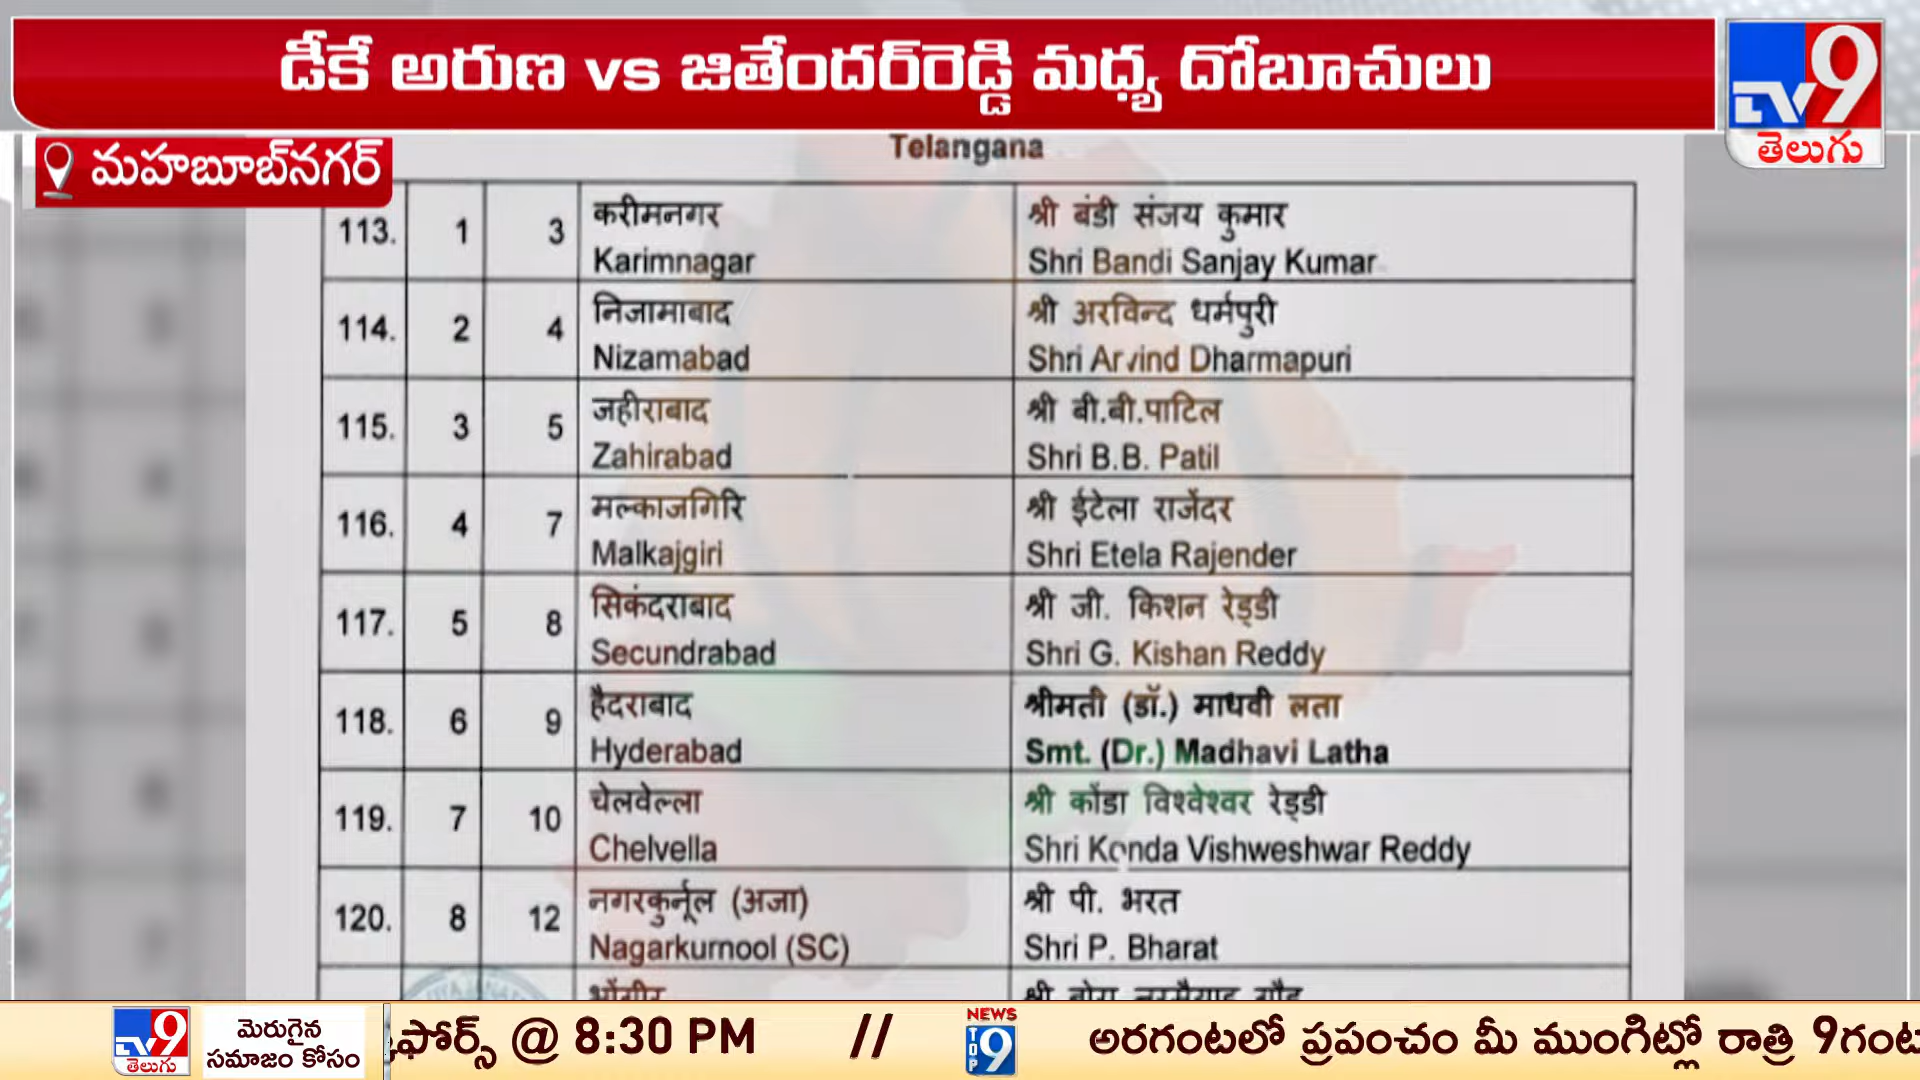 డీకే అరుణ vs జితేందర్‌రెడ్డి మధ్య దోబూచులు
TV9
తెలుగు
మహబూబ్‌నగర్
Telangana
113. 1 3 करीमनगर श्री बंडी संजय कुमार
Karimnagar Shri Bandi Sanjay Kumar
114. 2 4 निजामाबाद श्री अरविन्द धर्मपुरी
Nizamabad Shri Arvind Dharmapuri
115. 3 5 जहीराबाद श्री बी.बी.पाटिल
Zahirabad Shri B.B. Patil
116. 4 7 मल्काजगिरि श्री ईटेला राजेंदर
Malkajgiri Shri Etela Rajender
117. 5 8 सिकंदराबाद श्री जी. किशन रेड्डी
Secundrabad Shri G. Kishan Reddy
118. 6 9 हैदराबाद श्रीमती (डॉ.) माधवी लता
Hyderabad Smt. (Dr.) Madhavi Latha
119. 7 10 चेलवेल्ला श्री कोंडा विश्वेश्वर रेड्डी
Chelvella Shri Konda Vishweshwar Reddy
120. 8 12 नगरकुर्नूल (अजा) श्री पी. भरत
Nagarkurnool (SC) Shri P. Bharat
TV9
తెలుగు
మెరుగైన
సమాజం కోసం
ఫోర్స్ @ 8:30 PM // NEWS TOP 9 అరగంటలో ప్రపంచం మీ ముంగిట్లో రాత్రి 9గంట